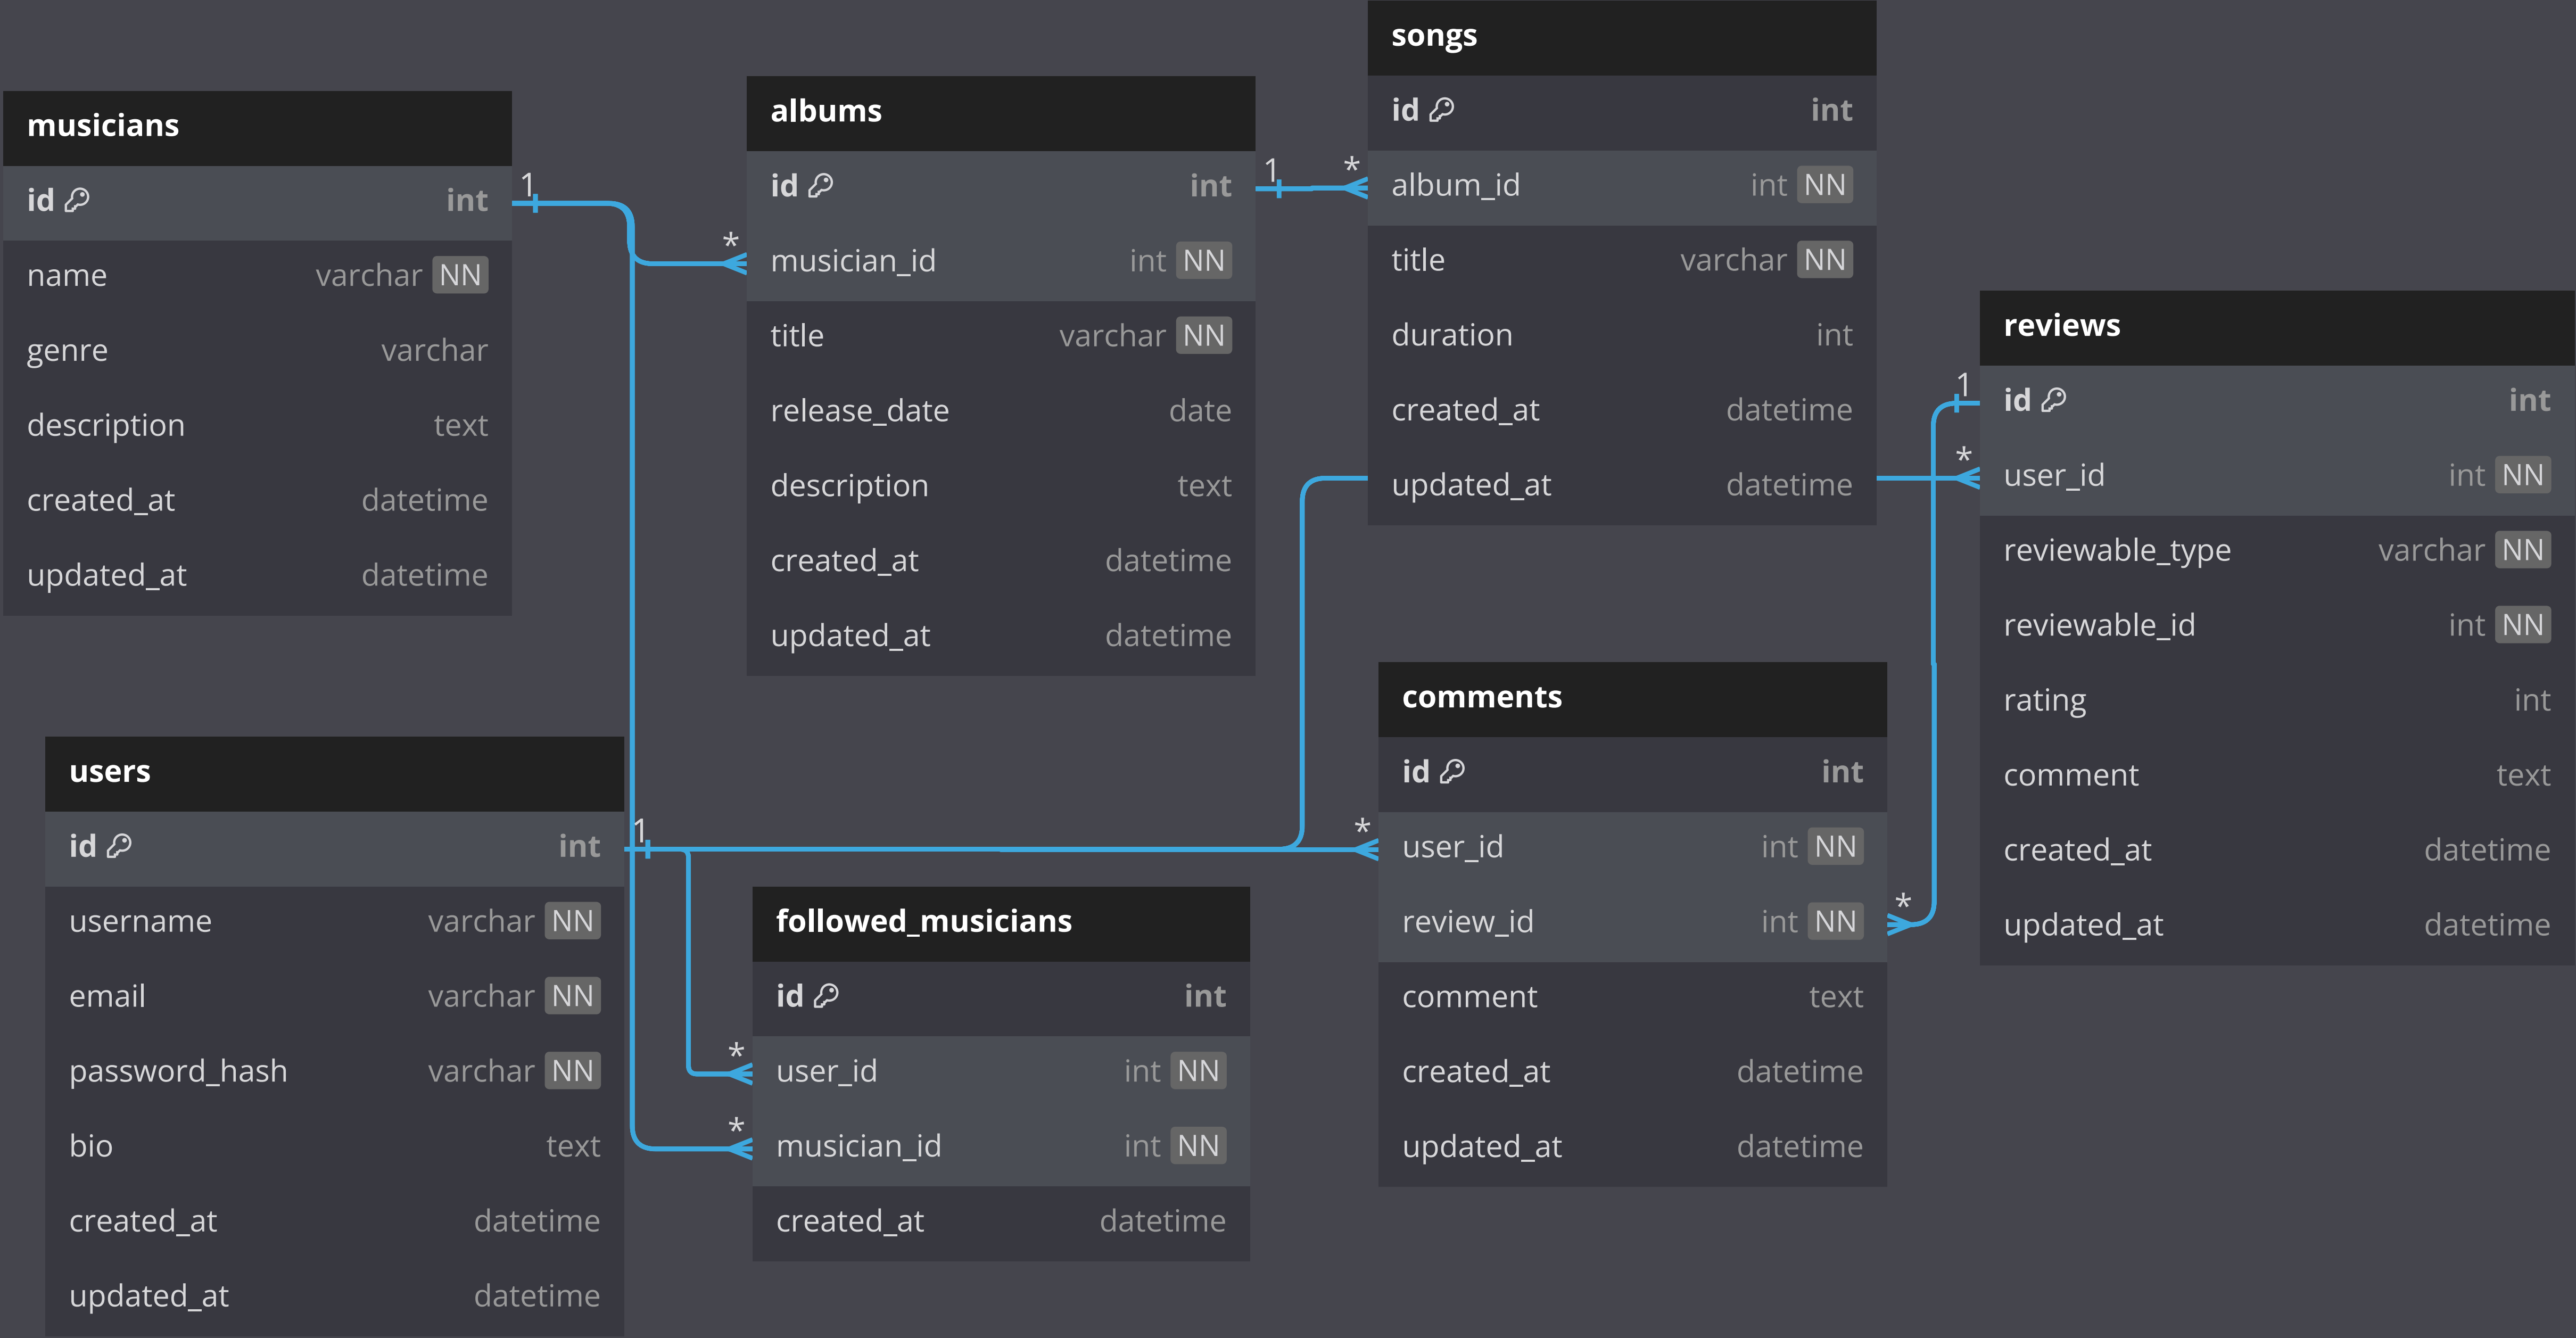 musicians
id int
name varchar NN
genre varchar
description text
created_at datetime
updated_at datetime
1
*
albums
id int
musician_id int NN
title varchar NN
release_date date
description text
created_at datetime
updated_at datetime
1
*
songs
id int
album_id int NN
title varchar NN
duration int
created_at datetime
updated_at datetime
1
*
reviews
id int
user_id int NN
reviewable_type varchar NN
reviewable_id int NN
rating int
comment text
created_at datetime
updated_at datetime
users
id int
username varchar NN
email varchar NN
password_hash varchar NN
bio text
created_at datetime
updated_at datetime
1
*
*
followed_musicians
id int
user_id int NN
musician_id int NN
created_at datetime
*
*
comments
id int
user_id int NN
review_id int NN
comment text
created_at datetime
updated_at datetime